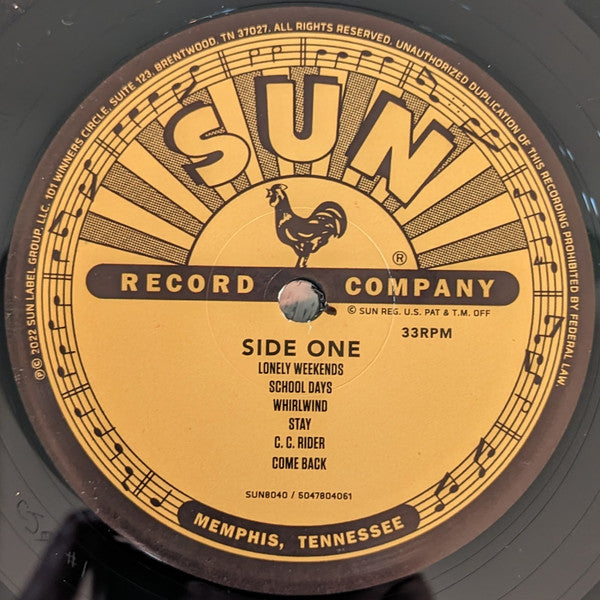 ℗© 2022 SUN LABEL GROUP, LLC. 101 WINNERS CIRCLE, SUITE 123, BRENTWOOD, TN 37027. ALL RIGHTS RESERVED. UNAUTHORIZED DUPLICATION OF THIS RECORDING PROHIBITED BY FEDERAL LAW
SUN
®
RECORD COMPANY
© SUN REG. U.S. PAT & T.M. OFF
33RPM
SIDE ONE
LONELY WEEKENDS
SCHOOL DAYS
WHIRLWIND
STAY
C. C. RIDER
COME BACK
SUN8040 / 5047804061
MEMPHIS, TENNESSEE